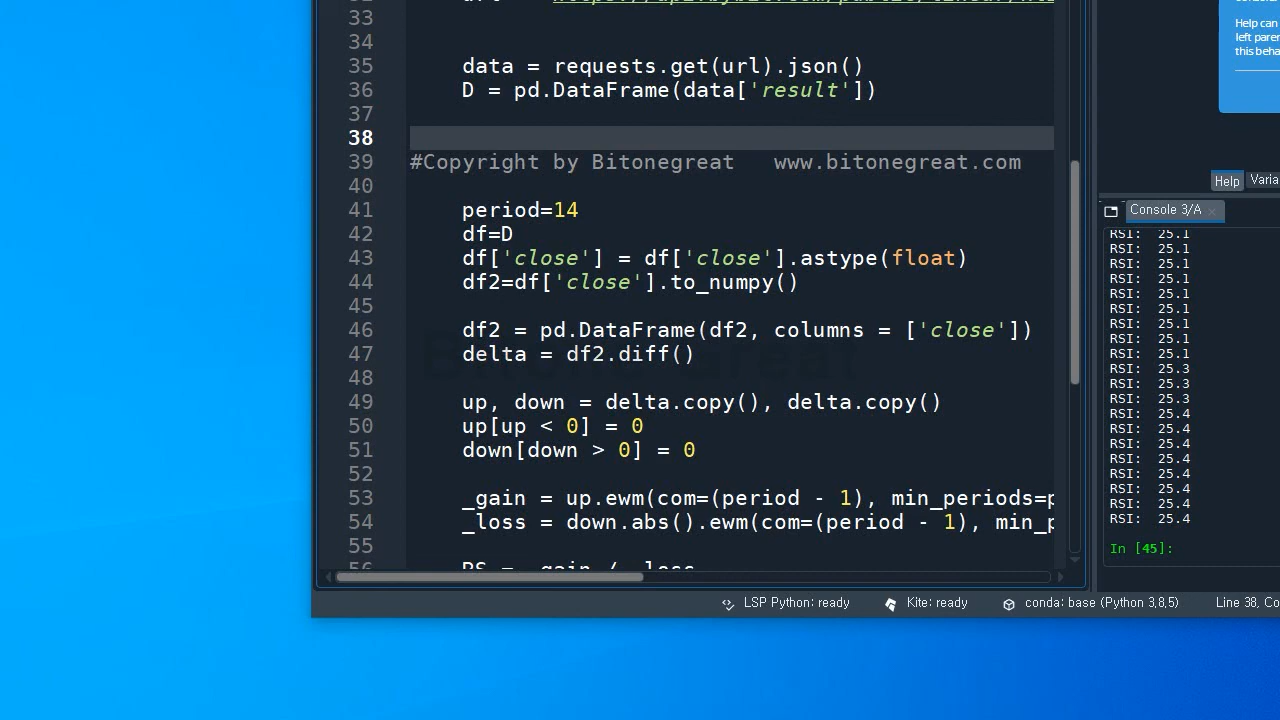 33
34
35 data = requests.get(url).json()
36 D = pd.DataFrame(data['result'])
37
38
39 #Copyright by Bitonegreat www.bitonegreat.com
40
41 period=14
42 df=D
43 df['close'] = df['close'].astype(float)
44 df2=df['close'].to_numpy()
45
46 df2 = pd.DataFrame(df2, columns = ['close'])
47 delta = df2.diff()
48
49 up, down = delta.copy(), delta.copy()
50 up[up < 0] = 0
51 down[down > 0] = 0
52
53 _gain = up.ewm(com=(period - 1), min_periods=p
54 _loss = down.abs().ewm(com=(period - 1), min_p
55
56 RS = _gain / _loss
Help can
left paren
this beha
Help Varia
Console 3/A
RSI: 25.1
RSI: 25.1
RSI: 25.1
RSI: 25.1
RSI: 25.1
RSI: 25.1
RSI: 25.1
RSI: 25.1
RSI: 25.1
RSI: 25.3
RSI: 25.3
RSI: 25.3
RSI: 25.4
RSI: 25.4
RSI: 25.4
RSI: 25.4
RSI: 25.4
RSI: 25.4
RSI: 25.4
RSI: 25.4
In [45]:
LSP Python: ready Kite: ready conda: base (Python 3,8,5) Line 38, Co